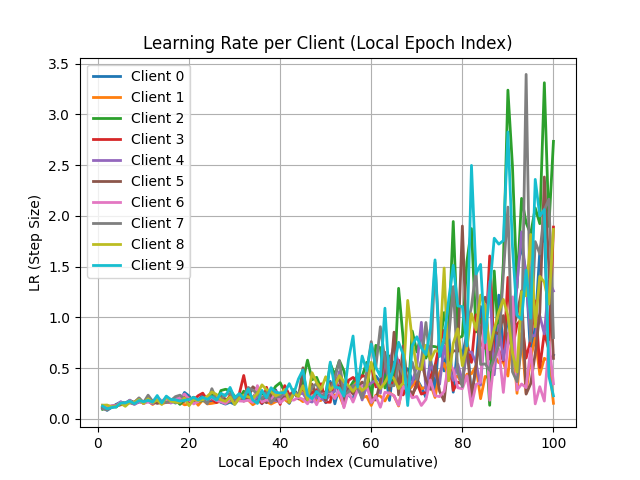 Learning Rate per Client (Local Epoch Index)
3.5
3.0
2.5
2.0
1.5
1.0
0.5
0.0
LR (Step Size)
Client 0
Client 1
Client 2
Client 3
Client 4
Client 5
Client 6
Client 7
Client 8
Client 9
0 20 40 60 80 100
Local Epoch Index (Cumulative)